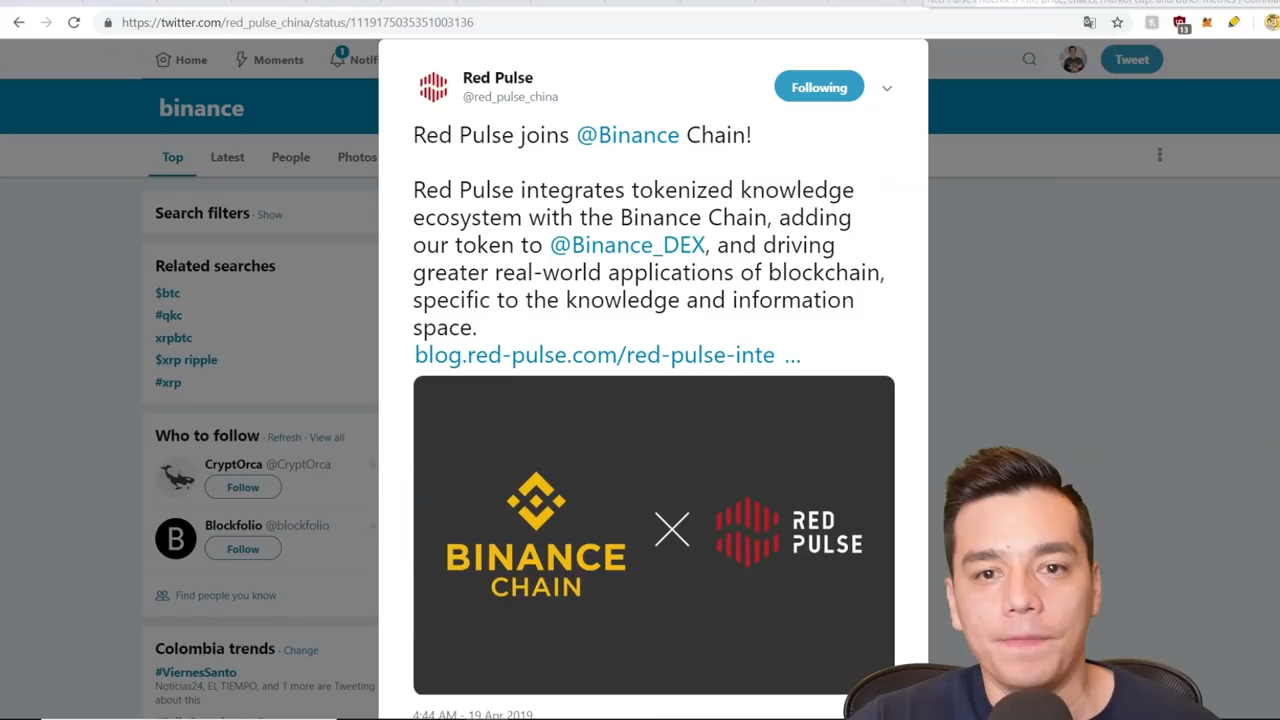 https://twitter.com/red_pulse_china/status/1119175035351003136
13
Home
Moments
1
Notif
Tweet
binance
Top
Latest
People
Photos
Search filters · Show
Related searches
$btc
#qkc
xrpbtc
$xrp ripple
#xrp
Who to follow · Refresh · View all
CryptOrca @CryptOrca
Follow
B
Blockfolio @blockfolio
Follow
Find people you know
Colombia trends · Change
#ViernesSanto
Noticias24, EL TIEMPO, and 1 more are Tweeting
about this
Red Pulse
@red_pulse_china
Following
Red Pulse joins @Binance Chain!
Red Pulse integrates tokenized knowledge
ecosystem with the Binance Chain, adding
our token to @Binance_DEX, and driving
greater real-world applications of blockchain,
specific to the knowledge and information
space.
blog.red-pulse.com/red-pulse-inte ...
BINANCE
CHAIN
RED
PULSE
4:44 AM - 19 Apr 2019